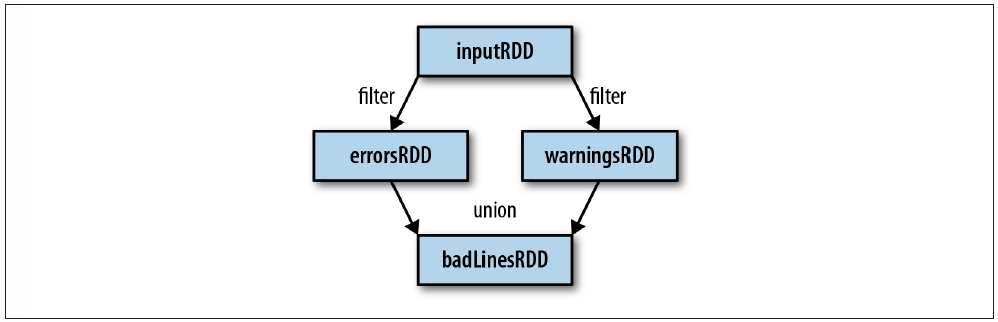 inputRDD
filter filter
errorsRDD warningsRDD
union
badLinesRDD